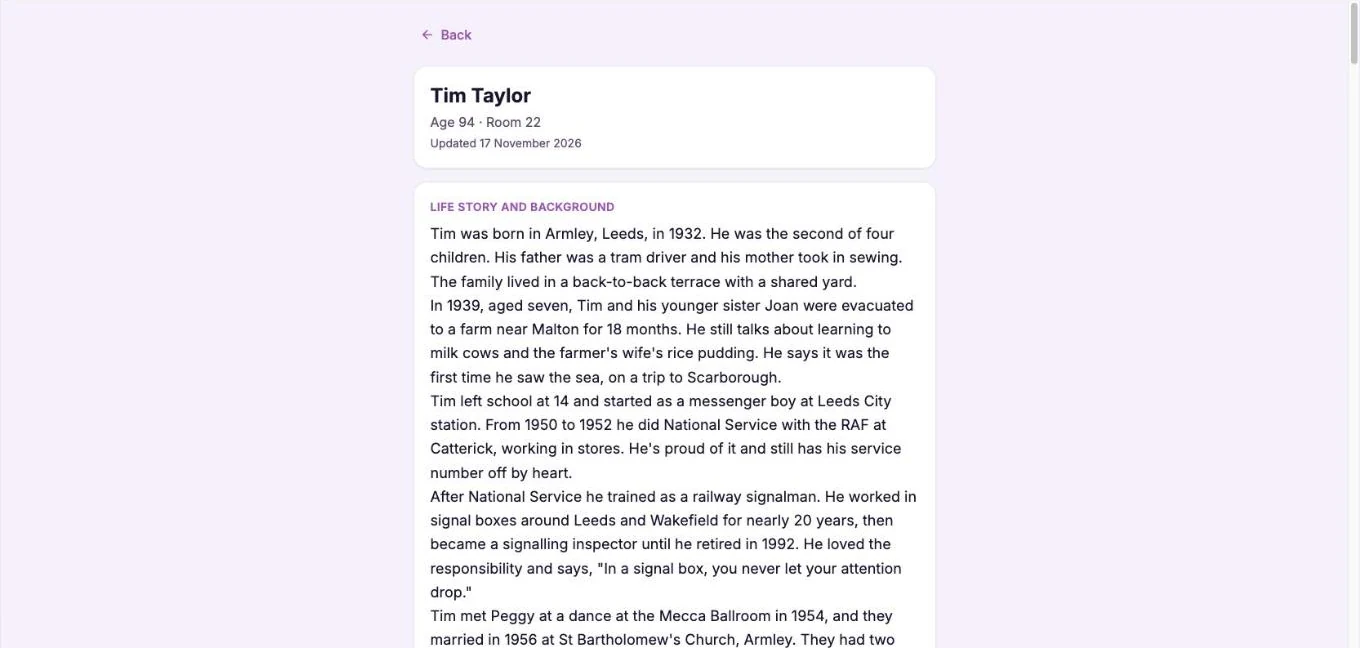 ← Back
Tim Taylor
Age 94 · Room 22
Updated 17 November 2026
LIFE STORY AND BACKGROUND
Tim was born in Armley, Leeds, in 1932. He was the second of four
children. His father was a tram driver and his mother took in sewing.
The family lived in a back-to-back terrace with a shared yard.
In 1939, aged seven, Tim and his younger sister Joan were evacuated
to a farm near Malton for 18 months. He still talks about learning to
milk cows and the farmer's wife's rice pudding. He says it was the
first time he saw the sea, on a trip to Scarborough.
Tim left school at 14 and started as a messenger boy at Leeds City
station. From 1950 to 1952 he did National Service with the RAF at
Catterick, working in stores. He's proud of it and still has his service
number off by heart.
After National Service he trained as a railway signalman. He worked in
signal boxes around Leeds and Wakefield for nearly 20 years, then
became a signalling inspector until he retired in 1992. He loved the
responsibility and says, "In a signal box, you never let your attention
drop."
Tim met Peggy at a dance at the Mecca Ballroom in 1954, and they
married in 1956 at St Bartholomew's Church, Armley. They had two